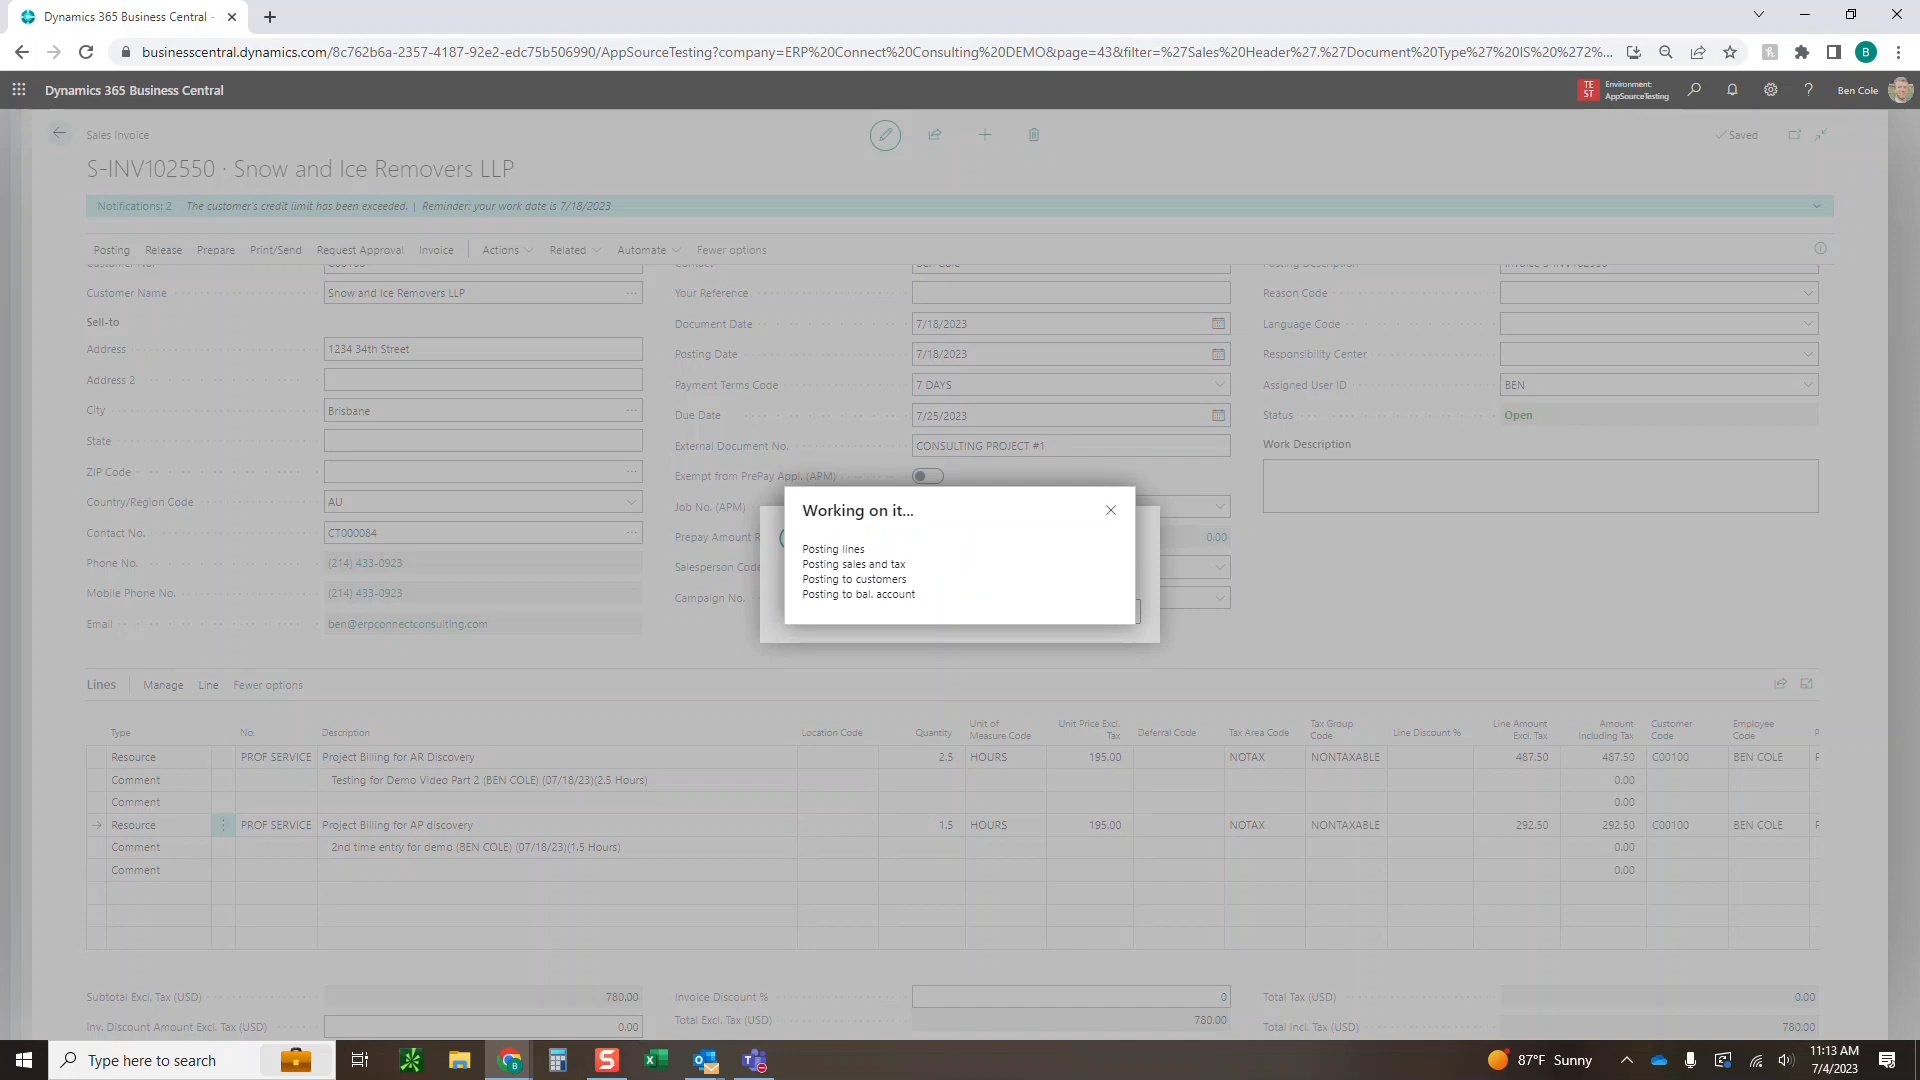 Dynamics 365 Business Central -
businesscentral.dynamics.com/8c762b6a-2357-4187-92e2-edc75b506990/AppSourceTesting?company=ERP%20Connect%20Consulting%20DEMO&page=43&filter=%27Sales%20Header%27.%27Document%20Type%27%20IS%20%272%...
B
Dynamics 365 Business Central
TEST
Environment:
AppSourceTesting
Ben Cole
Sales Invoice
Saved
S-INV102550 · Snow and Ice Removers LLP
Notifications: 2 The customer's credit limit has been exceeded. | Reminder: your work date is 7/18/2023
Posting Release Prepare Print/Send Request Approval Invoice Actions Related Automate Fewer options
Customer Name Snow and Ice Removers LLP
Sell-to
Address 1234 34th Street
Address 2
City Brisbane
State
ZIP Code
Country/Region Code AU
Contact No. CT000084
Phone No. (214) 433-0923
Mobile Phone No. (214) 433-0923
Email ben@erpconnectconsulting.com
Your Reference
Document Date 7/18/2023
Posting Date 7/18/2023
Payment Terms Code 7 DAYS
Due Date 7/25/2023
External Document No. CONSULTING PROJECT #1
Exempt from PrePay Appl. (APM)
Job No. (APM)
Prepay Amount R 0.00
Salesperson Code
Campaign No.
Reason Code
Language Code
Responsibility Center
Assigned User ID BEN
Status Open
Work Description
Working on it...
Posting lines
Posting sales and tax
Posting to customers
Posting to bal. account
Lines Manage Line Fewer options
Type No. Description Location Code Quantity Unit of Measure Code Unit Price Excl. Tax Deferral Code Tax Area Code Tax Group Code Line Discount % Line Amount Excl. Tax Amount Including Tax Customer Code Employee Code P
Resource PROF SERVICE Project Billing for AR Discovery 2.5 HOURS 195.00 NOTAX NONTAXABLE 487.50 487.50 C00100 BEN COLE F
Comment Testing for Demo Video Part 2 (BEN COLE) (07/18/23)(2.5 Hours) 0.00
Comment 0.00
Resource PROF SERVICE Project Billing for AP discovery 1.5 HOURS 195.00 NOTAX NONTAXABLE 292.50 292.50 C00100 BEN COLE F
Comment 2nd time entry for demo (BEN COLE) (07/18/23)(1.5 Hours) 0.00
Comment 0.00
Subtotal Excl. Tax (USD) 780.00
Inv. Discount Amount Excl. Tax (USD) 0.00
Invoice Discount % 0
Total Excl. Tax (USD) 780.00
Total Tax (USD) 0.00
Total Incl. Tax (USD) 780.00
Type here to search
87°F Sunny
11:13 AM
7/4/2023